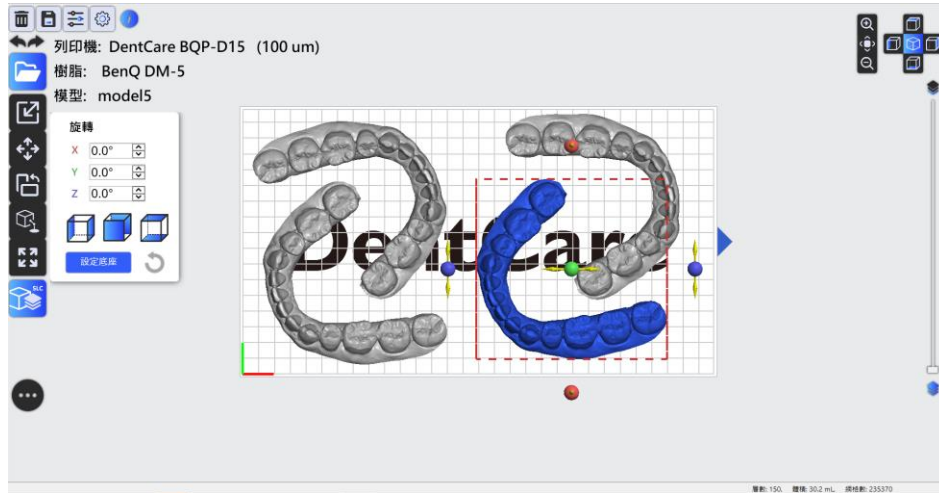 列印機: DentCare BQP-D15 (100 um)
樹脂: BenQ DM-5
模型: model5
旋轉
X 0.0°
Y 0.0°
Z 0.0°
設定底座
SLC
DentCare
層數: 150, 體積: 30.2 mL, 網格數: 235370